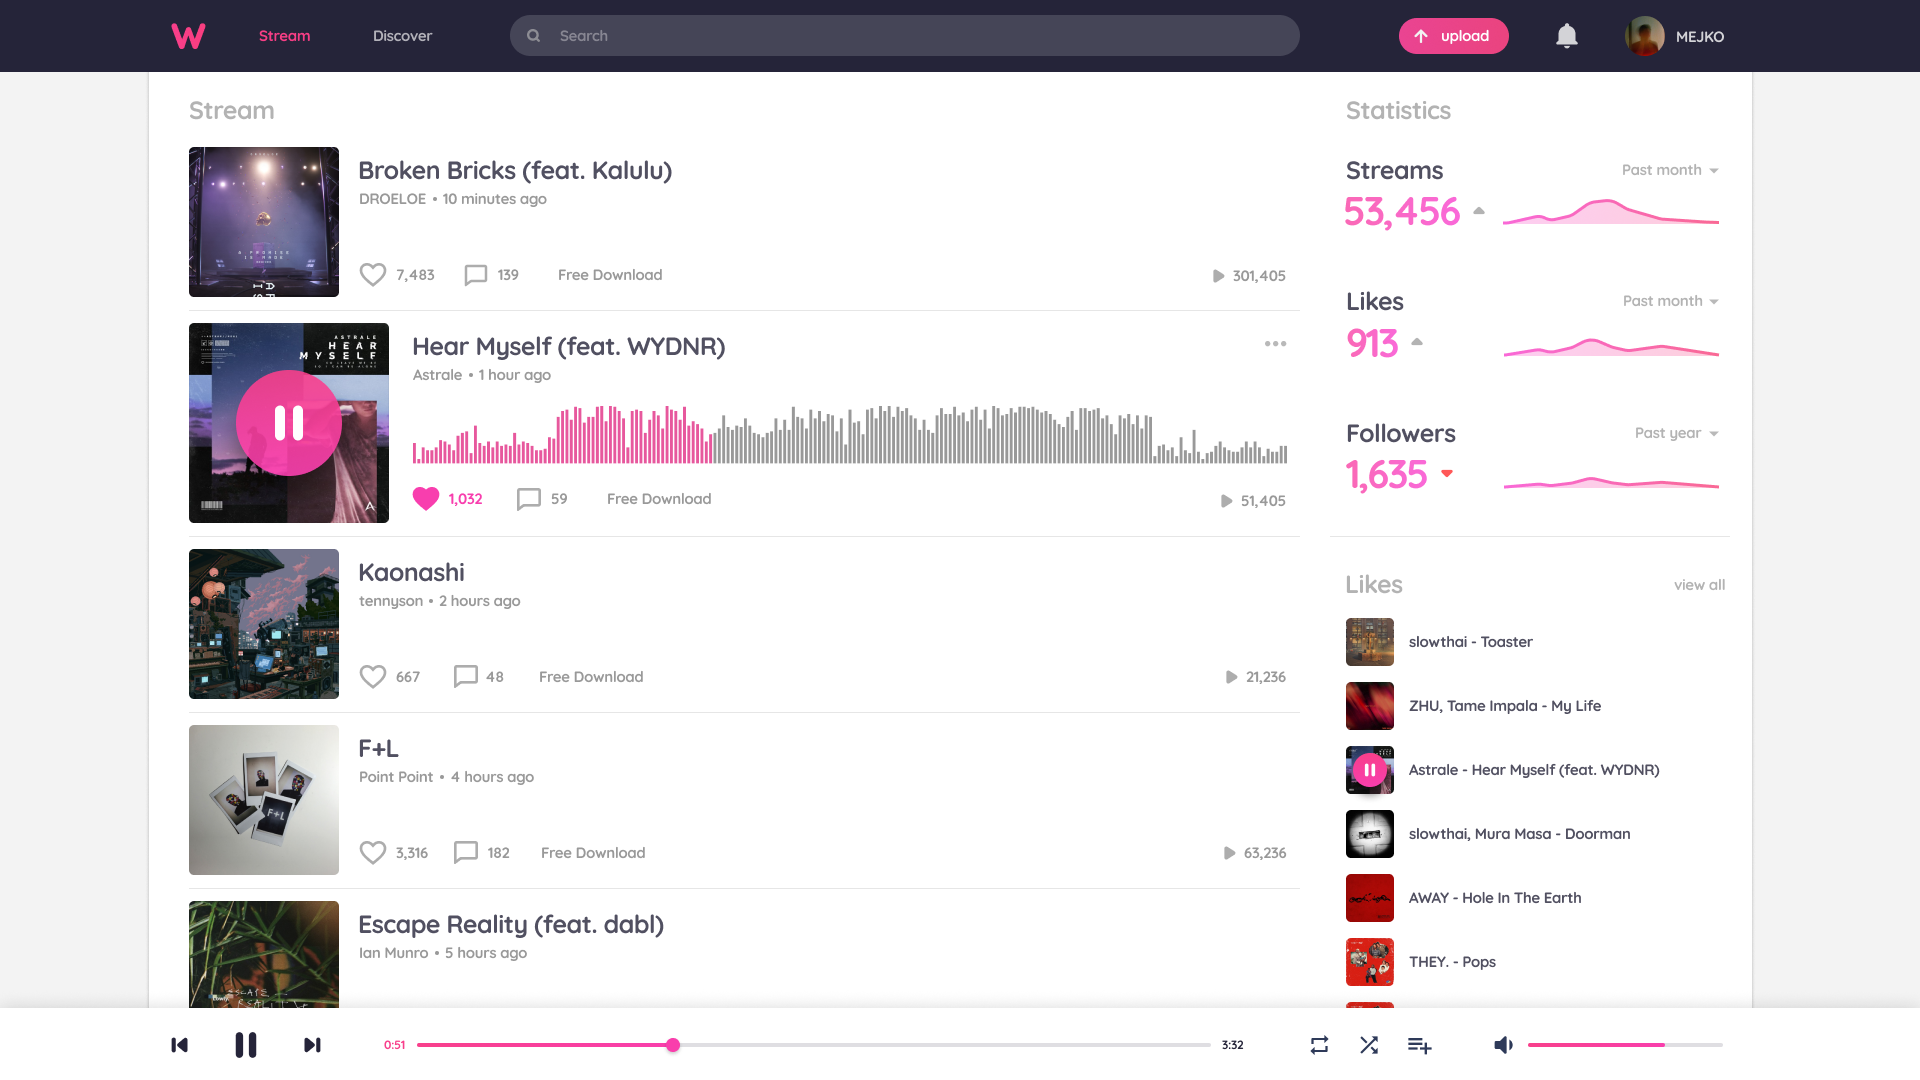 W
Stream
Discover
Search
upload
MEJKO
Stream
Broken Bricks (feat. Kalulu)
DROELOE • 10 minutes ago
7,483
139
Free Download
301,405
ASTRALE
HEAR
MYSELF
Hear Myself (feat. WYDNR)
Astrale • 1 hour ago
1,032
59
Free Download
51,405
Kaonashi
tennyson • 2 hours ago
667
48
Free Download
21,236
F+L
F+L
Point Point • 4 hours ago
3,316
182
Free Download
63,236
Escape Reality (feat. dabl)
Ian Munro • 5 hours ago
Statistics
Streams
Past month
53,456
Likes
Past month
913
Followers
Past year
1,635
Likes
view all
slowthai - Toaster
ZHU, Tame Impala - My Life
Astrale - Hear Myself (feat. WYDNR)
slowthai, Mura Masa - Doorman
AWAY - Hole In The Earth
THEY. - Pops
0:51
3:32